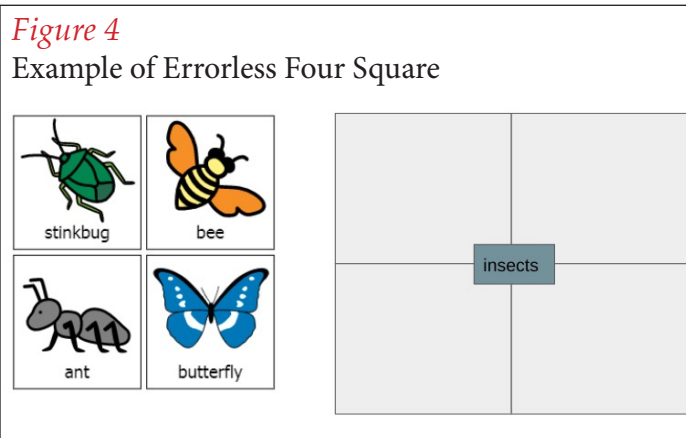 Figure 4
Example of Errorless Four Square
stinkbug
bee
ant
butterfly
insects